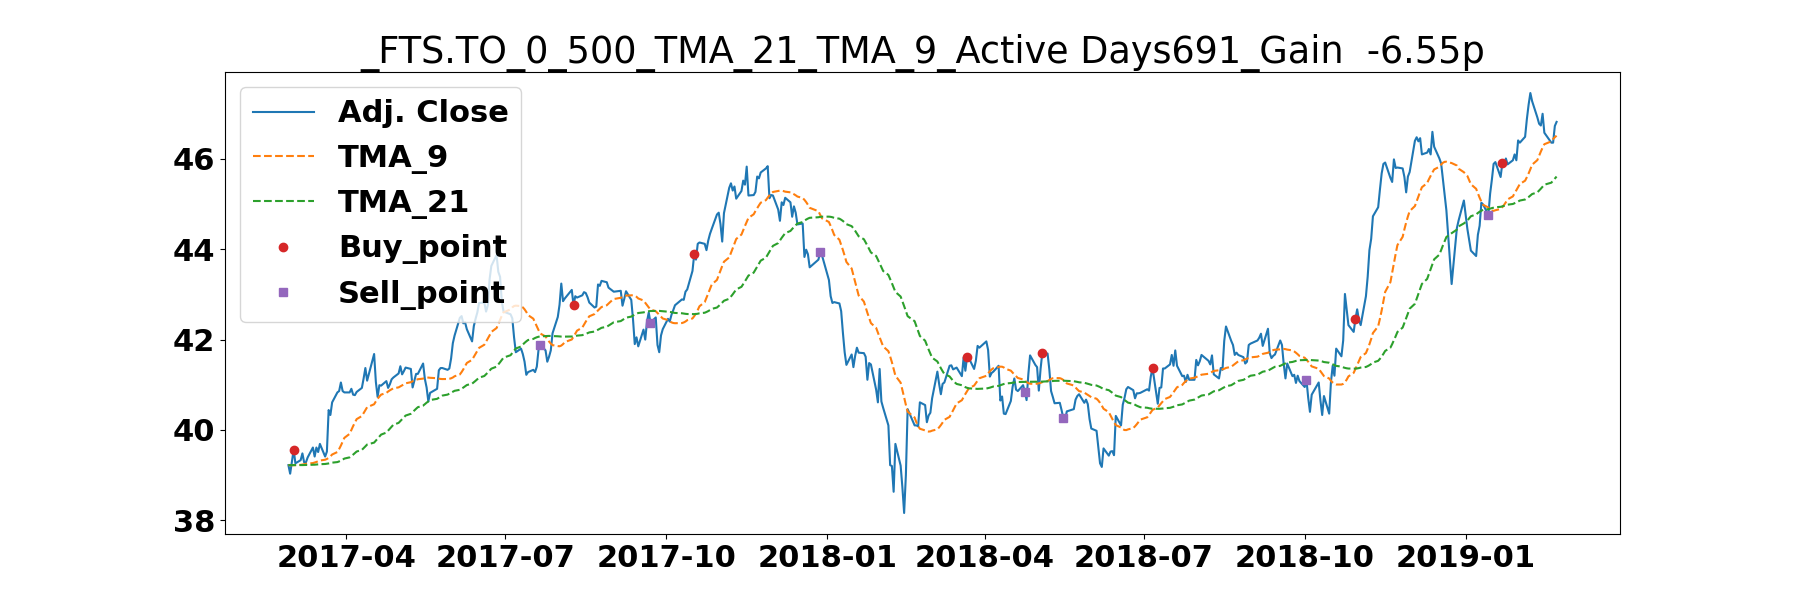 _FTS.TO_0_500_TMA_21_TMA_9_Active Days691_Gain  -6.55p
Adj. Close
TMA_9
TMA_21
Buy_point
Sell_point
46
44
42
40
38
2017-04 2017-07 2017-10 2018-01 2018-04 2018-07 2018-10 2019-01